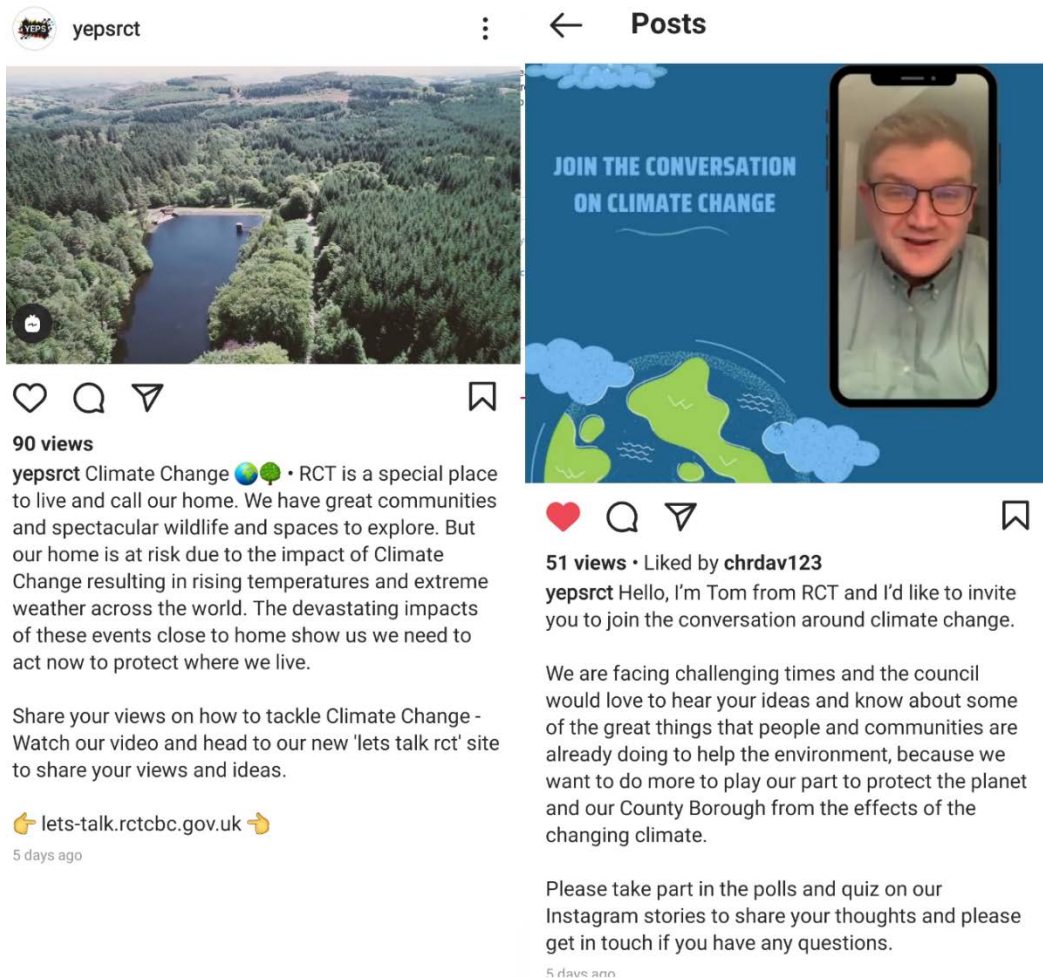 YEPS
yepsrct
90 views
yepsrct Climate Change 🌍🌳 • RCT is a special place
to live and call our home. We have great communities
and spectacular wildlife and spaces to explore. But
our home is at risk due to the impact of Climate
Change resulting in rising temperatures and extreme
weather across the world. The devastating impacts
of these events close to home show us we need to
act now to protect where we live.
Share your views on how to tackle Climate Change -
Watch our video and head to our new 'lets talk rct' site
to share your views and ideas.
👉 lets-talk.rctcbc.gov.uk 👈
5 days ago
Posts
JOIN THE CONVERSATION
ON CLIMATE CHANGE
51 views • Liked by chrdav123
yepsrct Hello, I'm Tom from RCT and I'd like to invite
you to join the conversation around climate change.
We are facing challenging times and the council
would love to hear your ideas and know about some
of the great things that people and communities are
already doing to help the environment, because we
want to do more to play our part to protect the planet
and our County Borough from the effects of the
changing climate.
Please take part in the polls and quiz on our
Instagram stories to share your thoughts and please
get in touch if you have any questions.
5 days ago